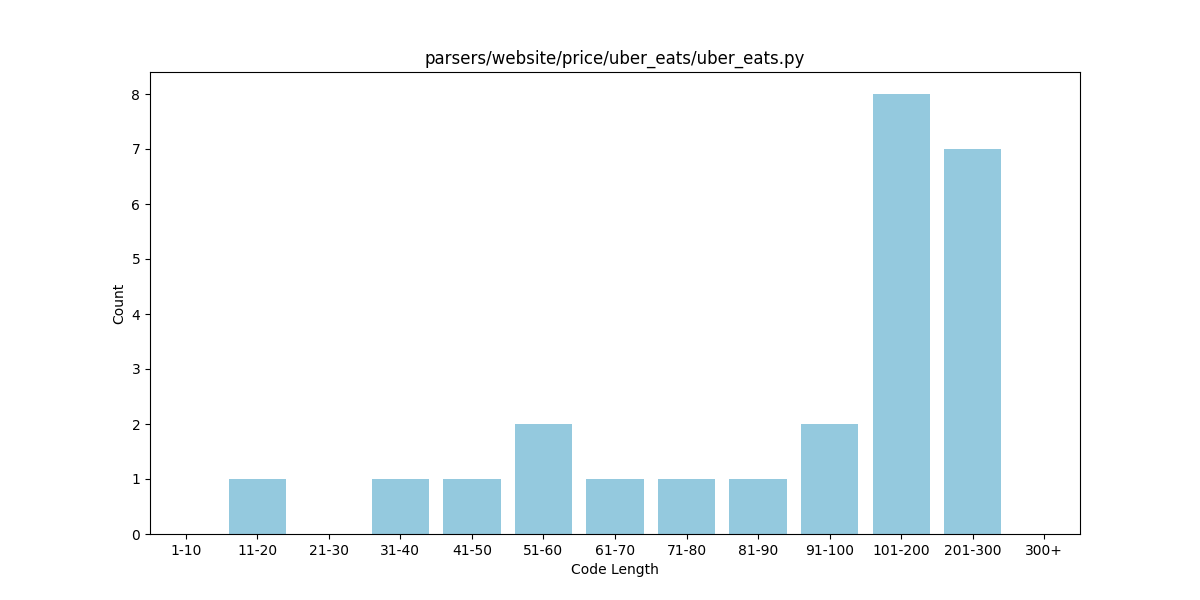 parsers/website/price/uber_eats/uber_eats.py
8
7
6
5
4
3
2
1
0
Count
1-10 11-20 21-30 31-40 41-50 51-60 61-70 71-80 81-90 91-100 101-200 201-300 300+
Code Length